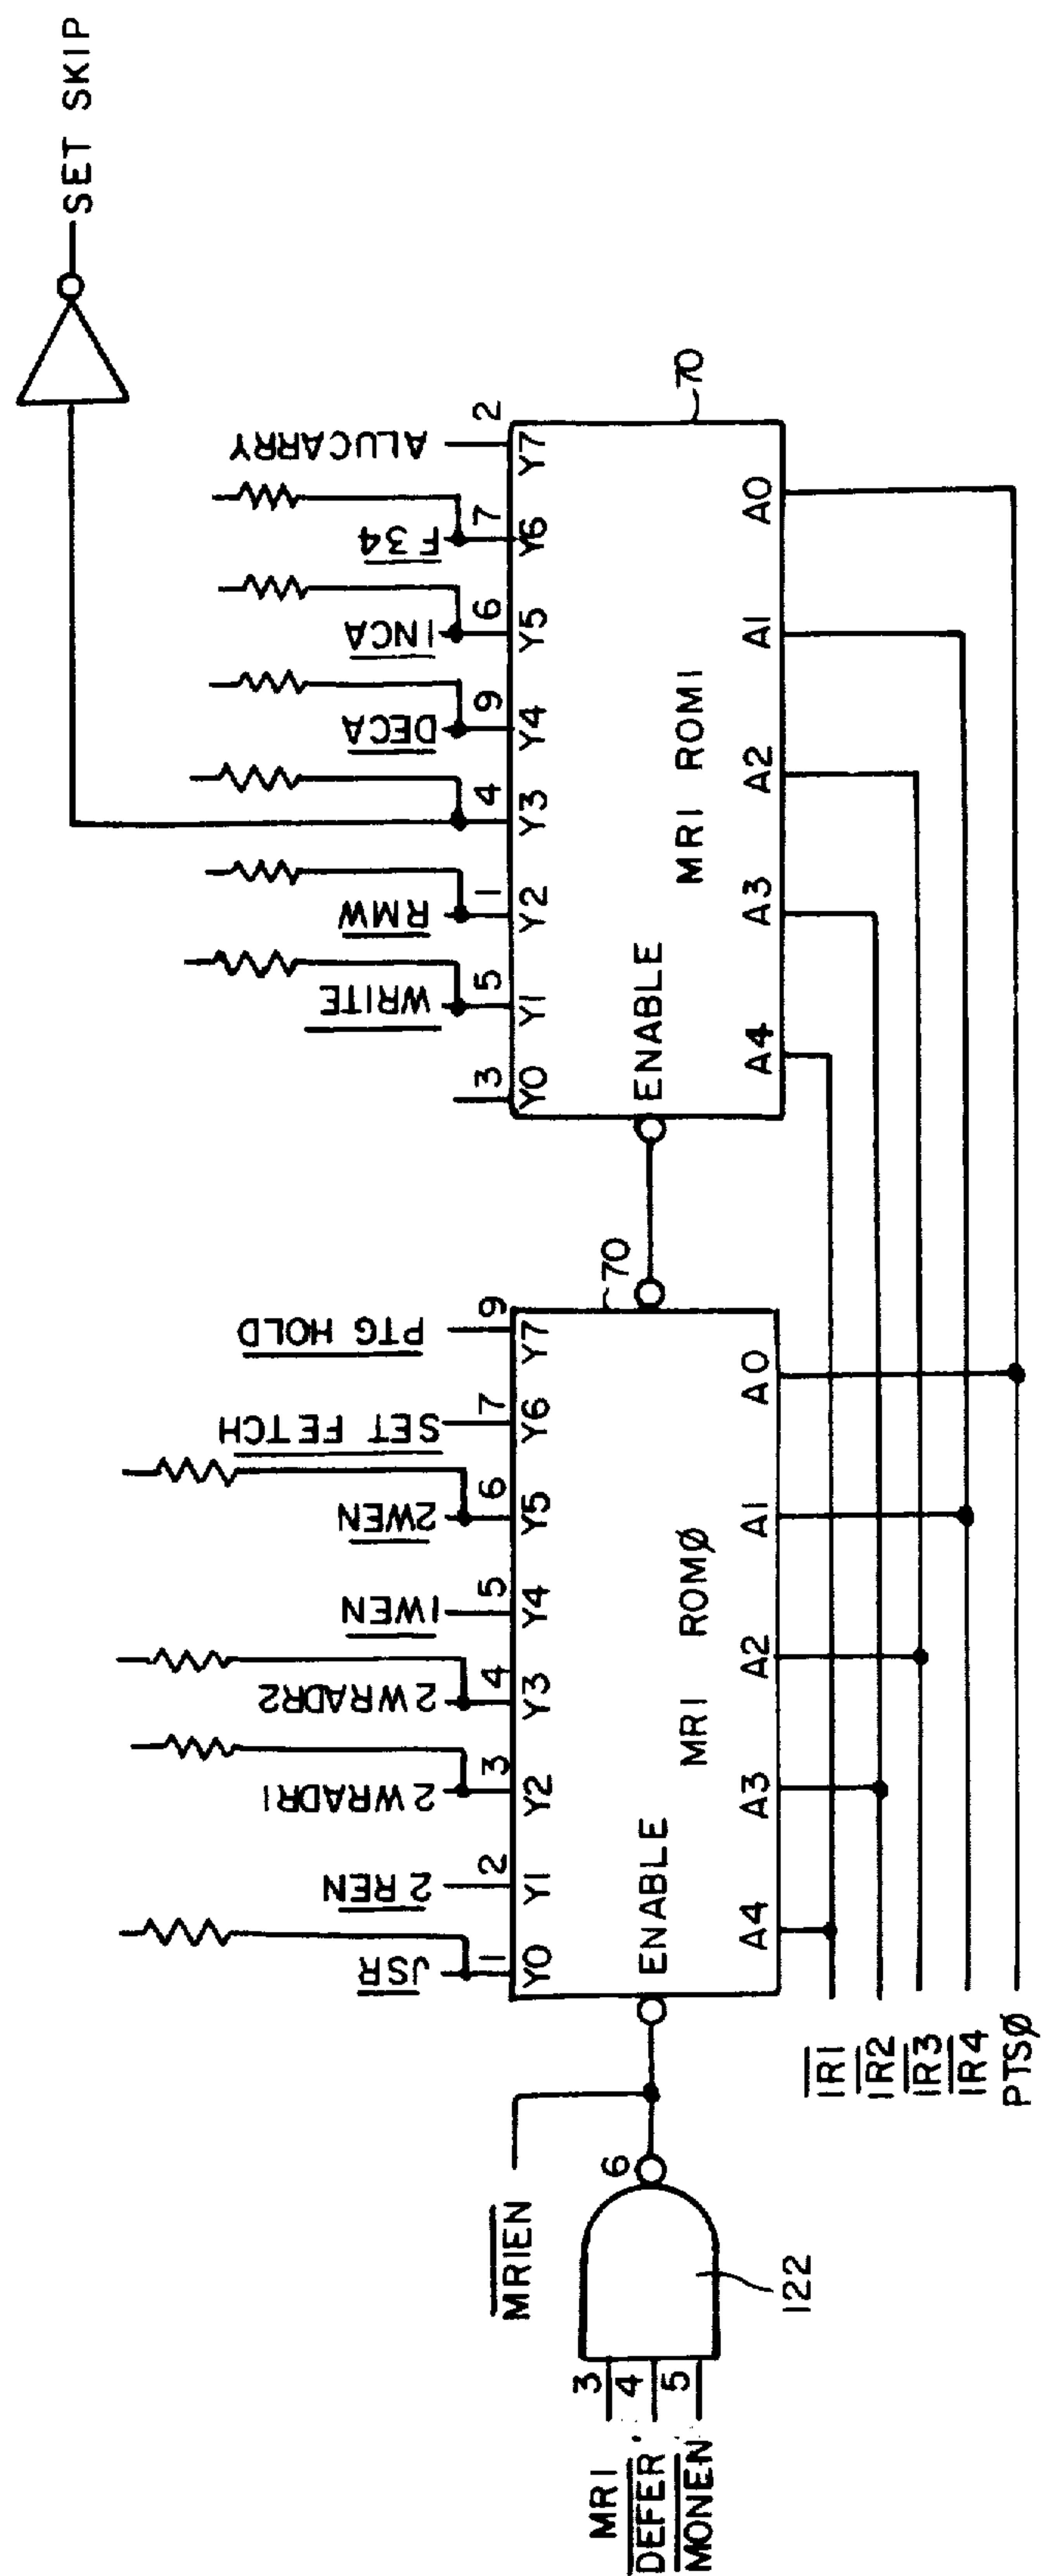 SET SKIP
ALUCARRY
2
Y7
F34
7
Y6
INCA
6
Y5
DECA
9
Y4
4
Y3
RMW
1
Y2
WRITE
5
Y1
3
Y0
ENABLE
MRI ROM1
70
A4
A3
A2
A1
A0
PTG HOLD
9
Y7
SET FETCH
7
Y6
2WEN
6
Y5
1WEN
5
Y4
2WRADR2
4
Y3
2WRADR1
3
Y2
2REN
2
Y1
JSR
1
Y0
ENABLE
MRI ROMØ
70
A4
A3
A2
A1
A0
MRIEN
6
122
3
4
5
MRI
DEFER
MONEN
IR1
IR2
IR3
IR4
PTSØ